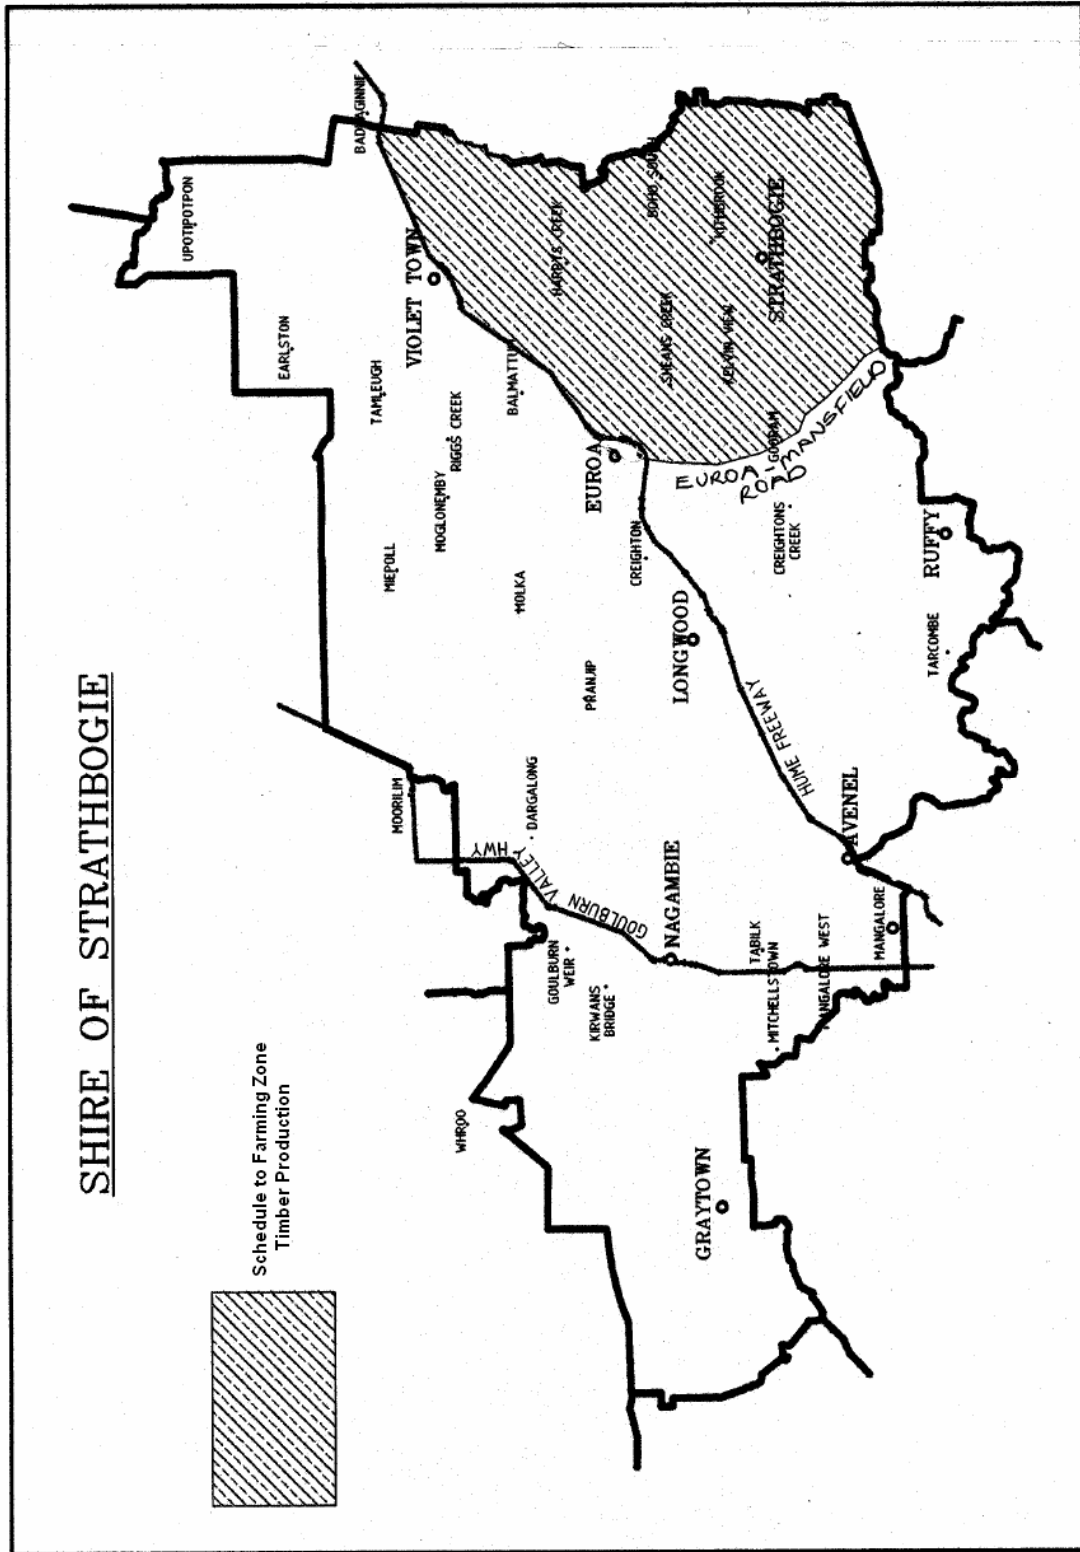 SHIRE OF STRATHBOGIE
Schedule to Farming Zone
Timber Production
UPOTIPOTPON
EARLSTON
TAMLEUGH
VIOLET TOWN
RIGGS CREEK
MOGLONEMBY
MIEPOLL
BALMATTUM
MOLKA
EUROA
CREIGHTON
PRANJIP
LONGWOOD
HARRYS CREEK
BOHO SOUTH
KITHBROOK
STRATHBOGIE
SHEANS CREEK
KELVIN VIEW
GOORAM
EUROA - MANSFIELD
ROAD
CREIGHTONS
CREEK
RUFFY
TARCOMBE
HUME FREEWAY
AVENEL
MOORILIM
DARGALONG
GOULBURN VALLEY HWY
NAGAMBIE
GOULBURN
WEIR
KIRWANS
BRIDGE
TABILK
MITCHELLSTOWN
MANGALORE WEST
MANGALORE
WHROO
GRAYTOWN